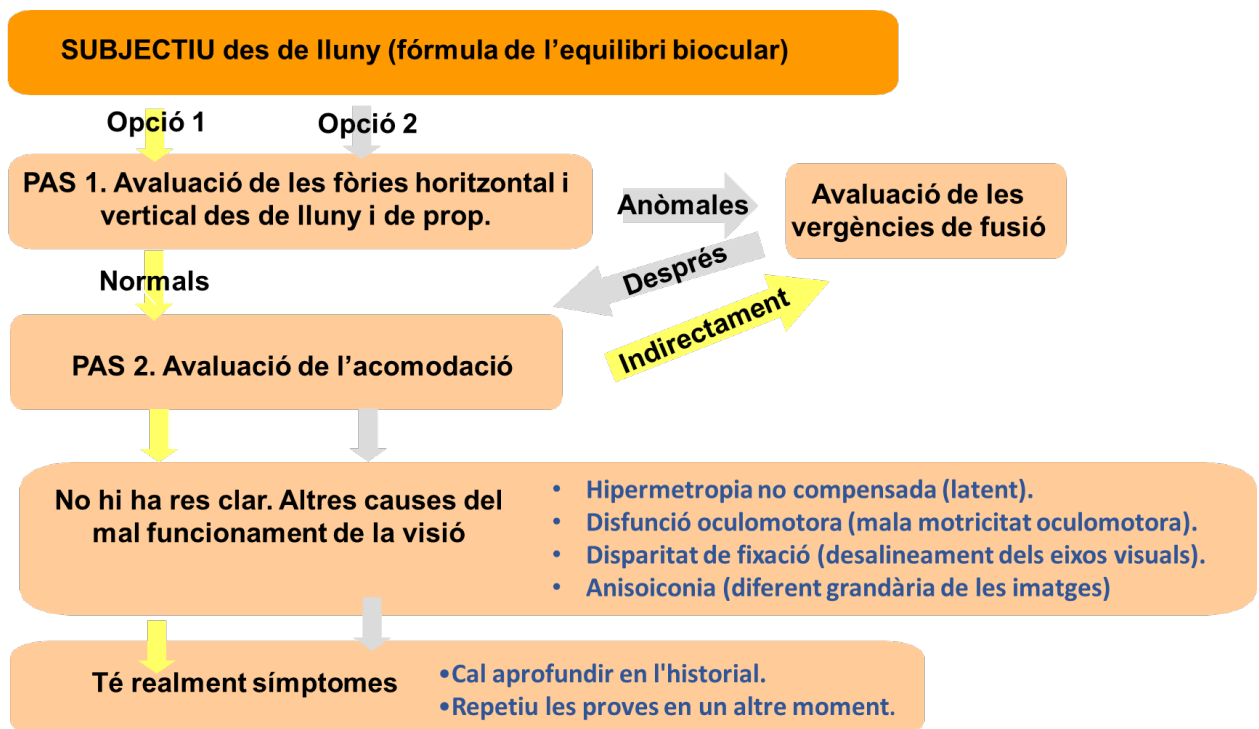 SUBJECTIU des de lluny (fórmula de l’equilibri biocular)
Opció 1
Opció 2
PAS 1. Avaluació de les fòries horitzontal i
vertical des de lluny i de prop.
Anòmales
Avaluació de les
vergències de fusió
Després
Normals
Indirectament
PAS 2. Avaluació de l’acomodació
No hi ha res clar. Altres causes del
mal funcionament de la visió
• Hipermetropia no compensada (latent).
• Disfunció oculomotora (mala motricitat oculomotora).
• Disparitat de fixació (desalineament dels eixos visuals).
• Anisoiconia (diferent grandària de les imatges)
Té realment símptomes
•Cal aprofundir en l'historial.
•Repetiu les proves en un altre moment.